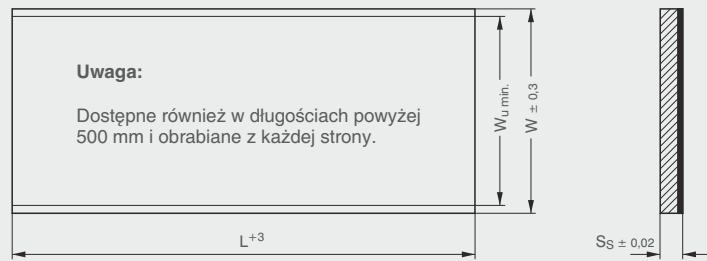 Uwaga:
Dostępne również w długościach powyżej
500 mm i obrabiane z każdej strony.
Wu min.
W ± 0,3
L+3
SS ± 0,02